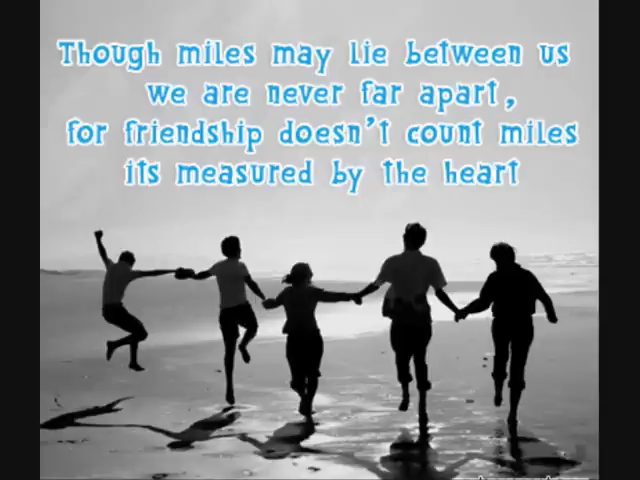 Though miles may lie between us
we are never far apart,
for friendship doesn't count miles
its measured by the heart